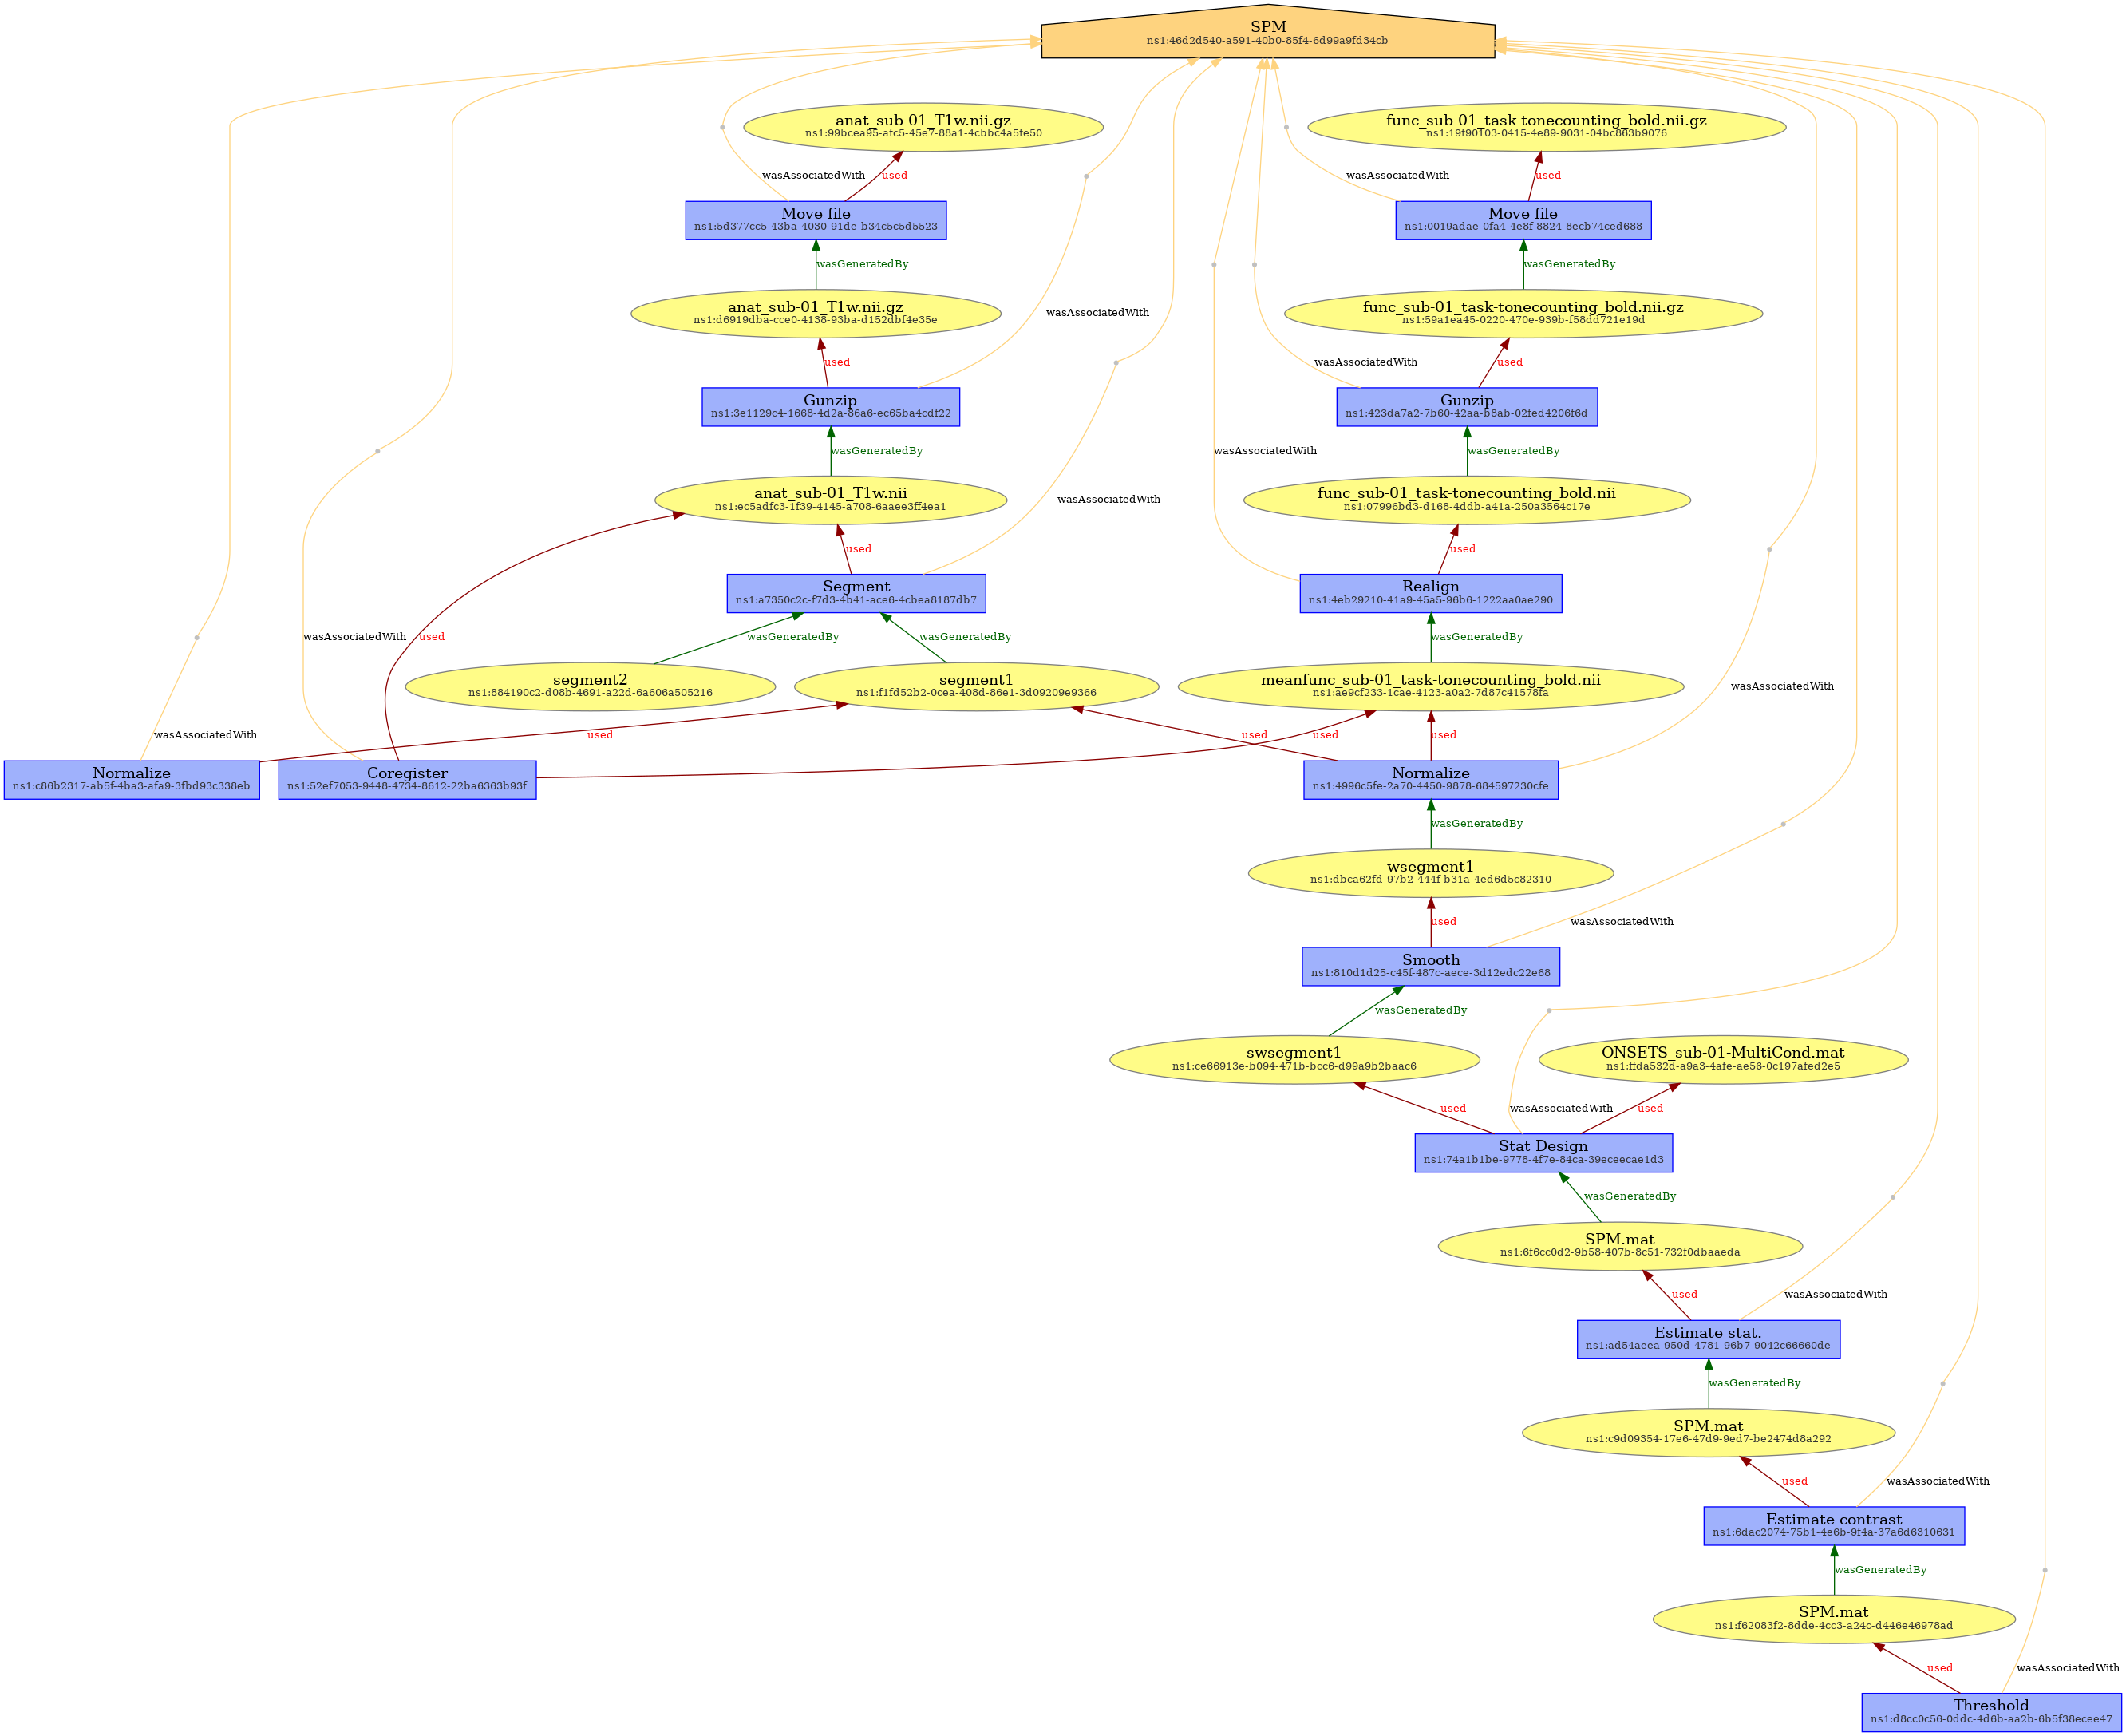 SPM
ns1:46d2d540-a591-40b0-85f4-6d99a9fd34cb
anat_sub-01_T1w.nii.gz
ns1:99bcea95-afc5-45e7-88a1-4cbbc4a5fe50
func_sub-01_task-tonecounting_bold.nii.gz
ns1:19f90103-0415-4e89-9031-04bc863b9076
wasAssociatedWith
used
wasAssociatedWith
used
Move file
ns1:5d377cc5-43ba-4030-91de-b34c5c5d5523
Move file
ns1:0019adae-0fa4-4e8f-8824-8ecb74ced688
wasGeneratedBy
wasGeneratedBy
anat_sub-01_T1w.nii.gz
ns1:d6919dba-cce0-4138-93ba-d152dbf4e35e
wasAssociatedWith
func_sub-01_task-tonecounting_bold.nii.gz
ns1:59a1ea45-0220-470e-939b-f58dd721e19d
used
wasAssociatedWith
used
Gunzip
ns1:3e1129c4-1668-4d2a-86a6-ec65ba4cdf22
Gunzip
ns1:423da7a2-7b60-42aa-b8ab-02fed4206f6d
wasGeneratedBy
wasAssociatedWith
wasGeneratedBy
anat_sub-01_T1w.nii
ns1:ec5adfc3-1f39-4145-a708-6aaee3ff4ea1
wasAssociatedWith
func_sub-01_task-tonecounting_bold.nii
ns1:07996bd3-d168-4ddb-a41a-250a3564c17e
used
used
Segment
ns1:a7350c2c-f7d3-4b41-ace6-4cbea8187db7
Realign
ns1:4eb29210-41a9-45a5-96b6-1222aa0ae290
wasAssociatedWith
used
wasGeneratedBy
wasGeneratedBy
wasGeneratedBy
segment2
ns1:884190c2-d08b-4691-a22d-6a606a505216
segment1
ns1:f1fd52b2-0cea-408d-86e1-3d09209e9366
meanfunc_sub-01_task-tonecounting_bold.nii
ns1:ae9cf233-1cae-4123-a0a2-7d87c41578fa
wasAssociatedWith
wasAssociatedWith
used
used
used
used
Normalize
ns1:c86b2317-ab5f-4ba3-afa9-3fbd93c338eb
Coregister
ns1:52ef7053-9448-4734-8612-22ba6363b93f
Normalize
ns1:4996c5fe-2a70-4450-9878-684597230cfe
wasGeneratedBy
wsegment1
ns1:dbca62fd-97b2-444f-b31a-4ed6d5c82310
used
wasAssociatedWith
Smooth
ns1:810d1d25-c45f-487c-aece-3d12edc22e68
wasGeneratedBy
swsegment1
ns1:ce66913e-b094-471b-bcc6-d99a9b2baac6
ONSETS_sub-01-MultiCond.mat
ns1:ffda532d-a9a3-4afe-ae56-0c197afed2e5
used
wasAssociatedWith
used
Stat Design
ns1:74a1b1be-9778-4f7e-84ca-39eceecae1d3
wasGeneratedBy
SPM.mat
ns1:6f6cc0d2-9b58-407b-8c51-732f0dbaaeda
used
wasAssociatedWith
Estimate stat.
ns1:ad54aeea-950d-4781-96b7-9042c66660de
wasGeneratedBy
SPM.mat
ns1:c9d09354-17e6-47d9-9ed7-be2474d8a292
used
wasAssociatedWith
Estimate contrast
ns1:6dac2074-75b1-4e6b-9f4a-37a6d6310631
wasGeneratedBy
SPM.mat
ns1:f62083f2-8dde-4cc3-a24c-d446e46978ad
used
wasAssociatedWith
Threshold
ns1:d8cc0c56-0ddc-4d6b-aa2b-6b5f38ecee47